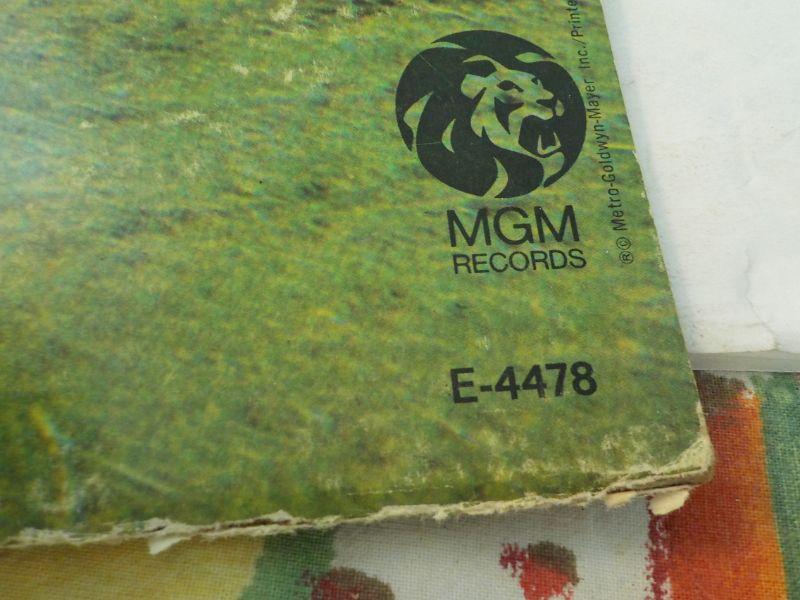 MGM
RECORDS
®© Metro-Goldwyn-Mayer Inc./Printe
E-4478